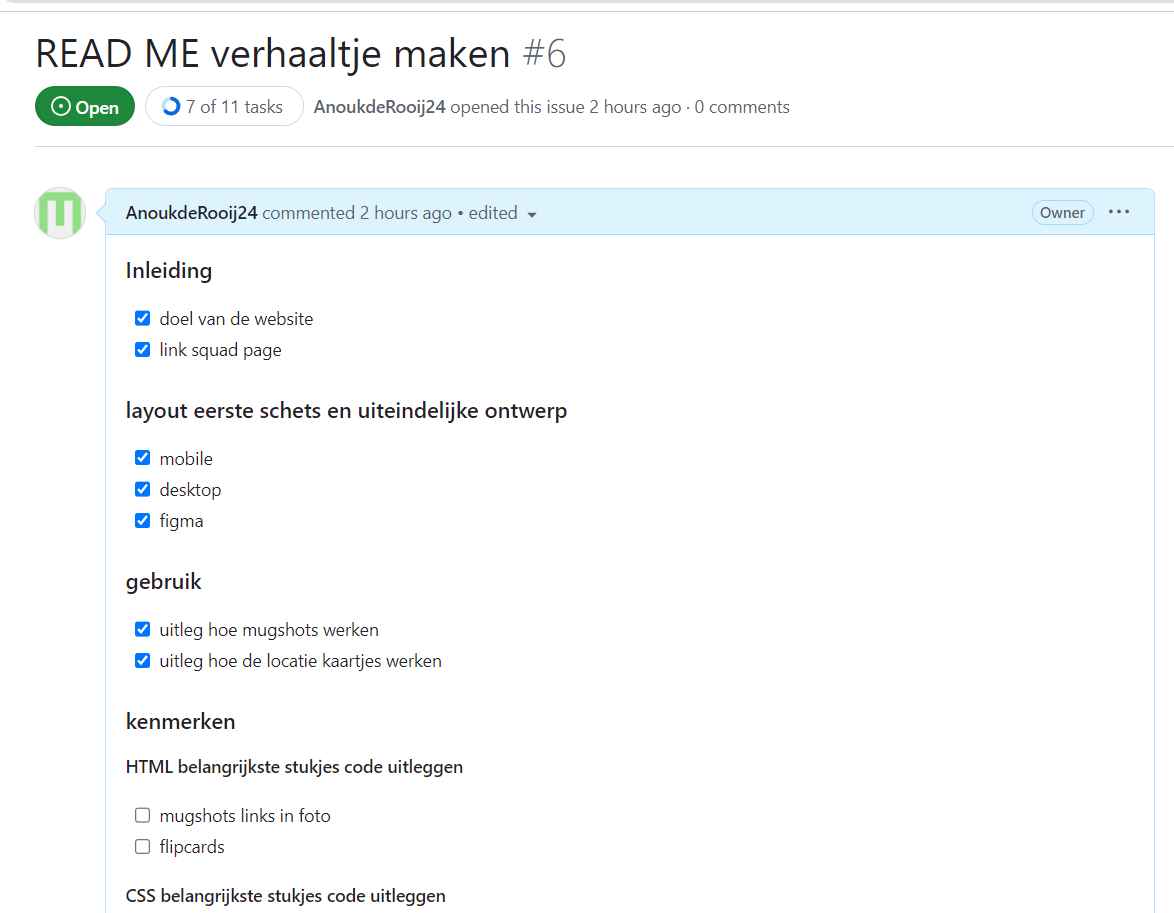 READ ME verhaaltje maken #6
Open 7 of 11 tasks AnoukdeRooij24 opened this issue 2 hours ago · 0 comments
AnoukdeRooij24 commented 2 hours ago • edited Owner
Inleiding
doel van de website
link squad page
layout eerste schets en uiteindelijke ontwerp
mobile
desktop
figma
gebruik
uitleg hoe mugshots werken
uitleg hoe de locatie kaartjes werken
kenmerken
HTML belangrijkste stukjes code uitleggen
mugshots links in foto
flipcards
CSS belangrijkste stukjes code uitleggen